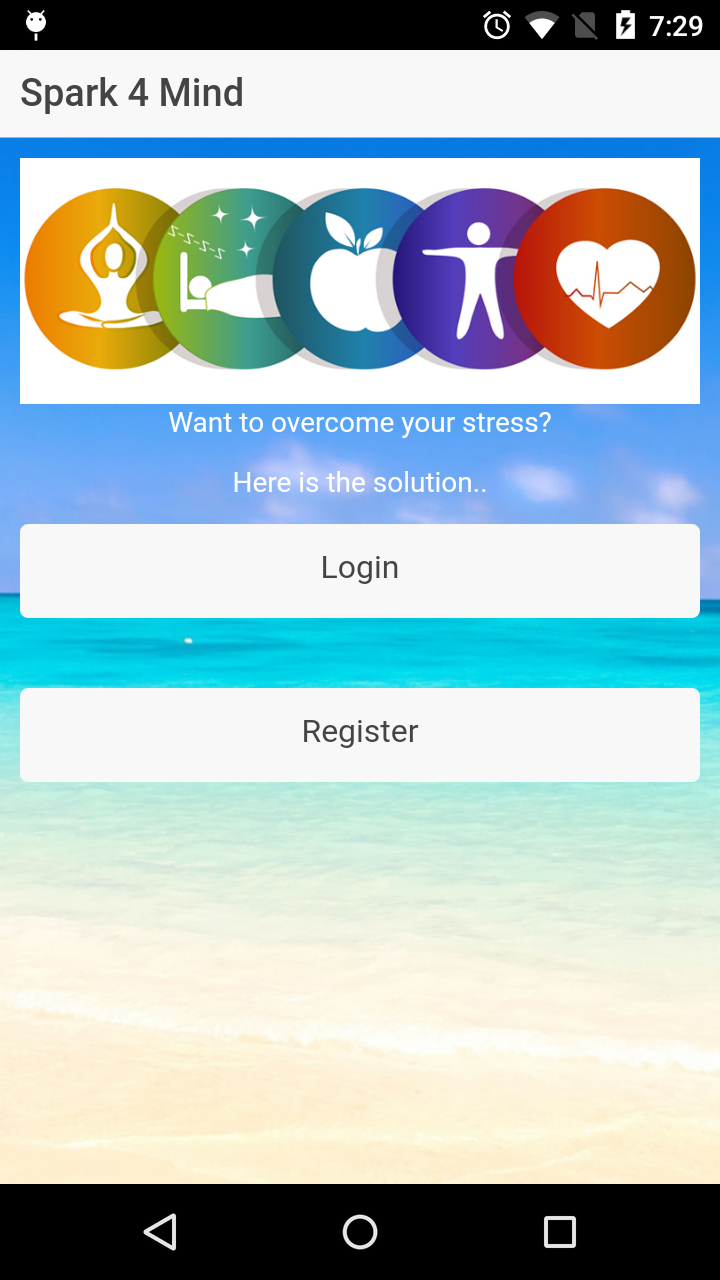 7:29
Spark 4 Mind
Want to overcome your stress?
Here is the solution..
Login
Register